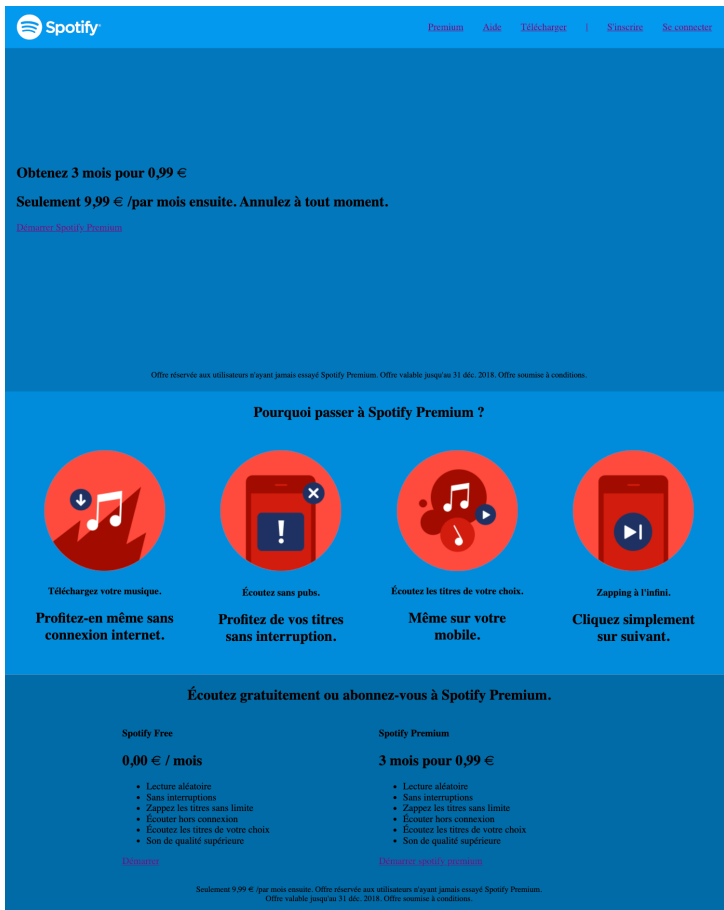 Spotify
Premium Aide Télécharger | S'inscrire Se connecter
Obtenez 3 mois pour 0,99 €
Seulement 9,99 € /par mois ensuite. Annulez à tout moment.
Démarrer Spotify Premium
Offre réservée aux utilisateurs n'ayant jamais essayé Spotify Premium. Offre valable jusqu'au 31 déc. 2018. Offre soumise à conditions.
Pourquoi passer à Spotify Premium ?
Téléchargez votre musique.
Profitez-en même sans
connexion internet.
Écoutez sans pubs.
Profitez de vos titres
sans interruption.
Écoutez les titres de votre choix.
Même sur votre
mobile.
Zapping à l'infini.
Cliquez simplement
sur suivant.
Écoutez gratuitement ou abonnez-vous à Spotify Premium.
Spotify Free
0,00 € / mois
Lecture aléatoire
Sans interruptions
Zappez les titres sans limite
Écouter hors connexion
Écoutez les titres de votre choix
Son de qualité supérieure
Démarrer
Spotify Premium
3 mois pour 0,99 €
Lecture aléatoire
Sans interruptions
Zappez les titres sans limite
Écouter hors connexion
Écoutez les titres de votre choix
Son de qualité supérieure
Démarrer spotify premium
Seulement 9,99 € /par mois ensuite. Offre réservée aux utilisateurs n'ayant jamais essayé Spotify Premium.
Offre valable jusqu'au 31 déc. 2018. Offre soumise à conditions.